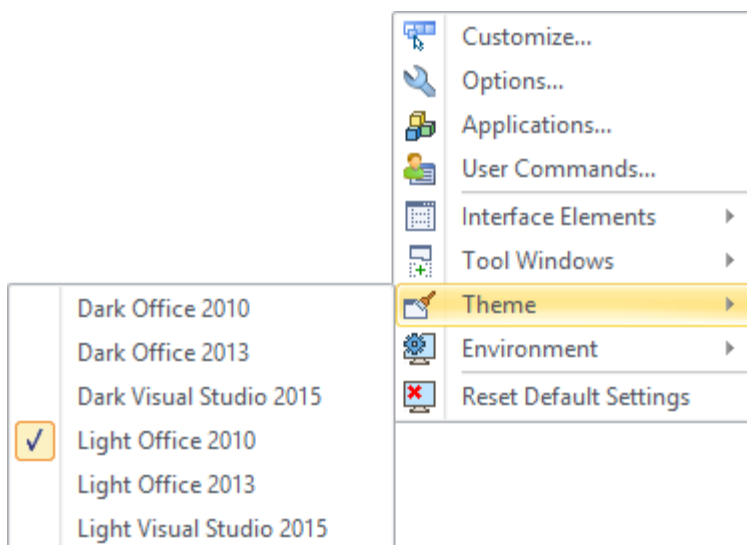 Customize...
Options...
Applications...
User Commands...
Interface Elements
Tool Windows
Theme
Environment
Reset Default Settings
Dark Office 2010
Dark Office 2013
Dark Visual Studio 2015
Light Office 2010
Light Office 2013
Light Visual Studio 2015